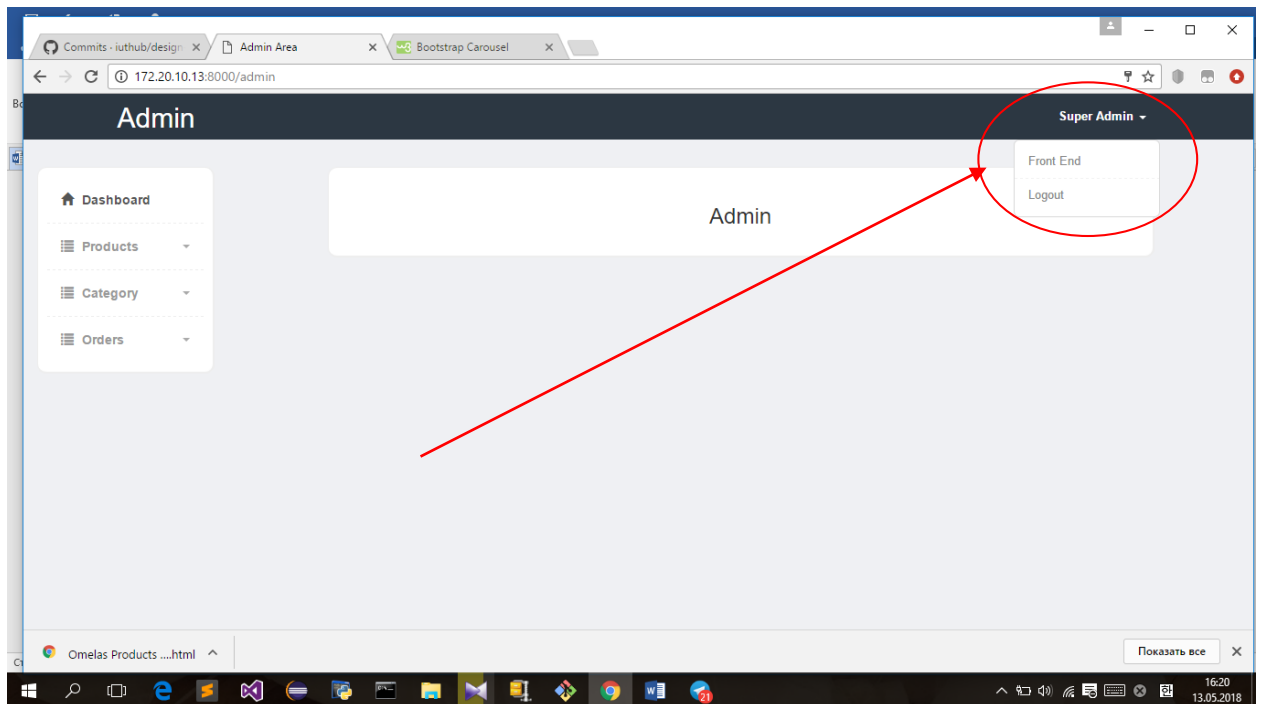 Commits · iuthub/design
Admin Area
Bootstrap Carousel
172.20.10.13:8000/admin
Admin
Super Admin
Front End
Logout
Dashboard
Products
Category
Orders
Admin
Omelas Products ....html
Показать все
21
16:20
13.05.2018